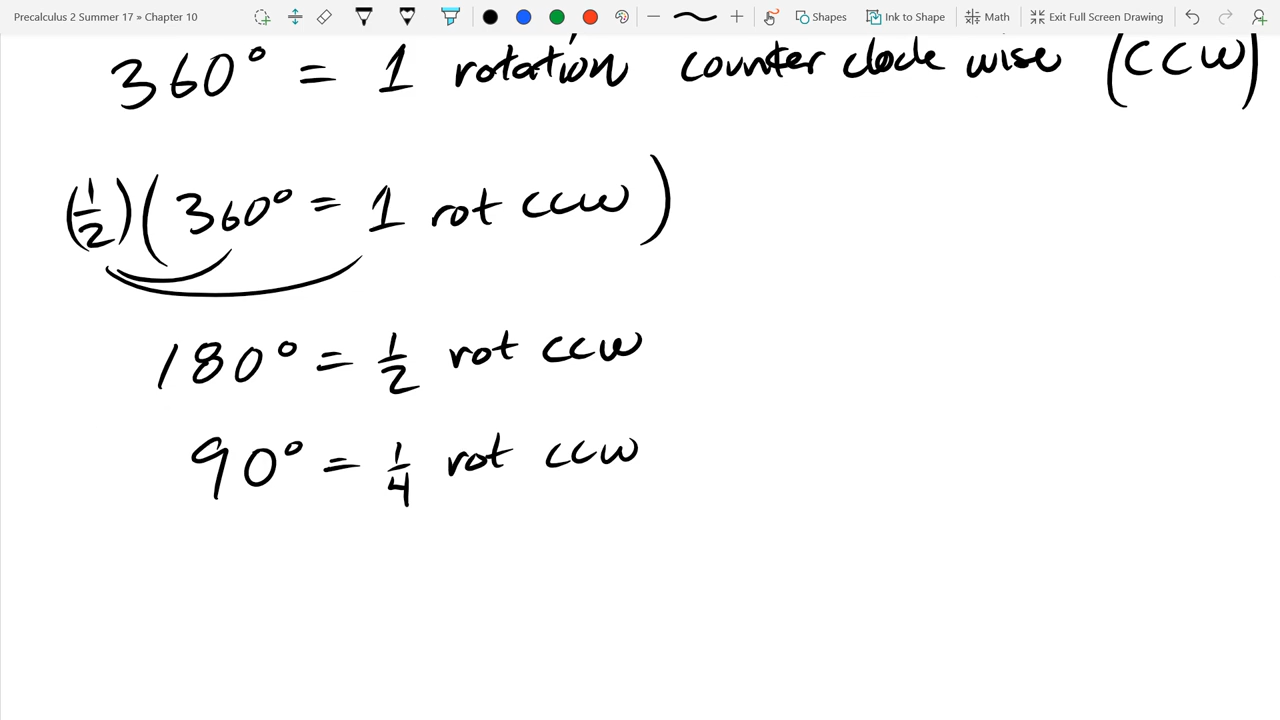 Precalculus 2 Summer 17 » Chapter 10 Shapes Ink to Shape Math Exit Full Screen Drawing
360° = 1 rotation counter clock wise (CCW)
(1/2)(360° = 1 rot CCW)
180° = 1/2 rot CCW
90° = 1/4 rot CCW